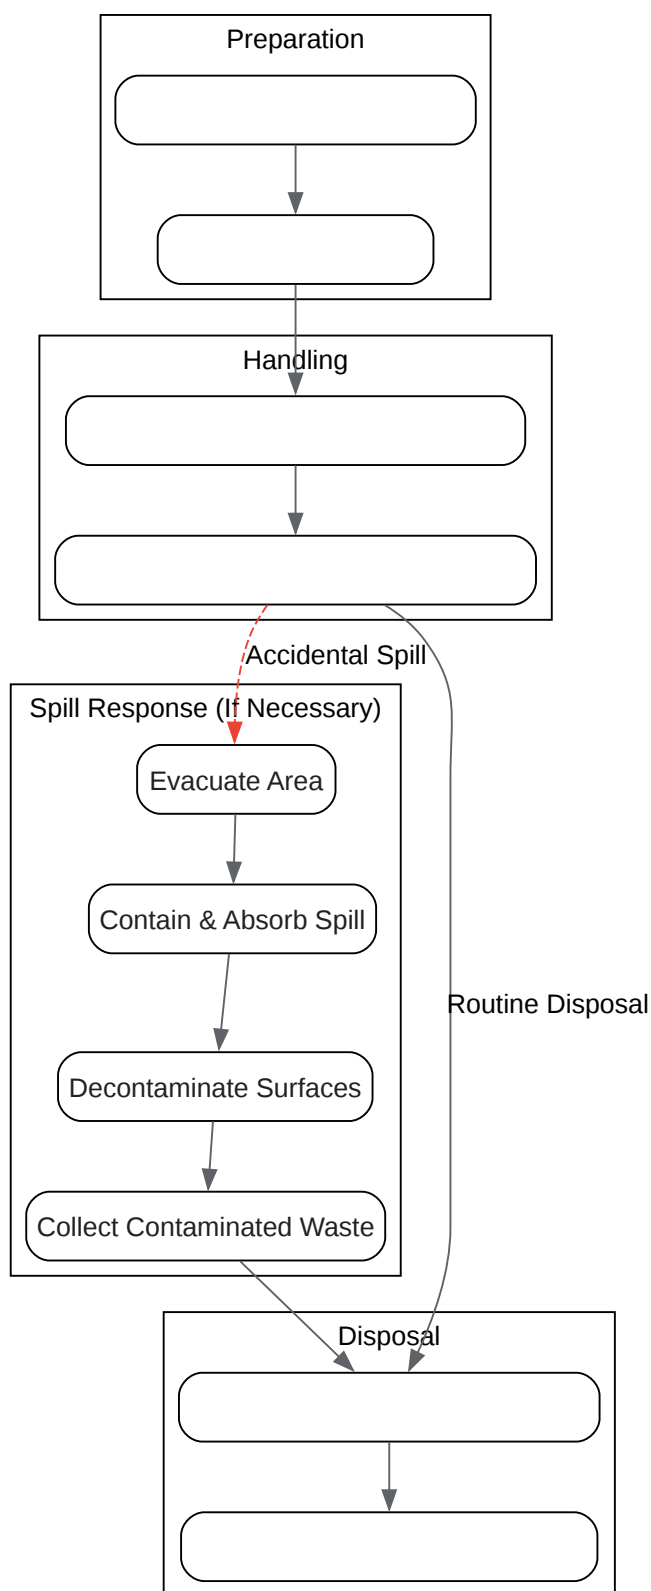 Preparation
Handling
Accidental Spill
Spill Response (If Necessary)
Evacuate Area
Contain & Absorb Spill
Routine Disposal
Decontaminate Surfaces
Collect Contaminated Waste
Disposal